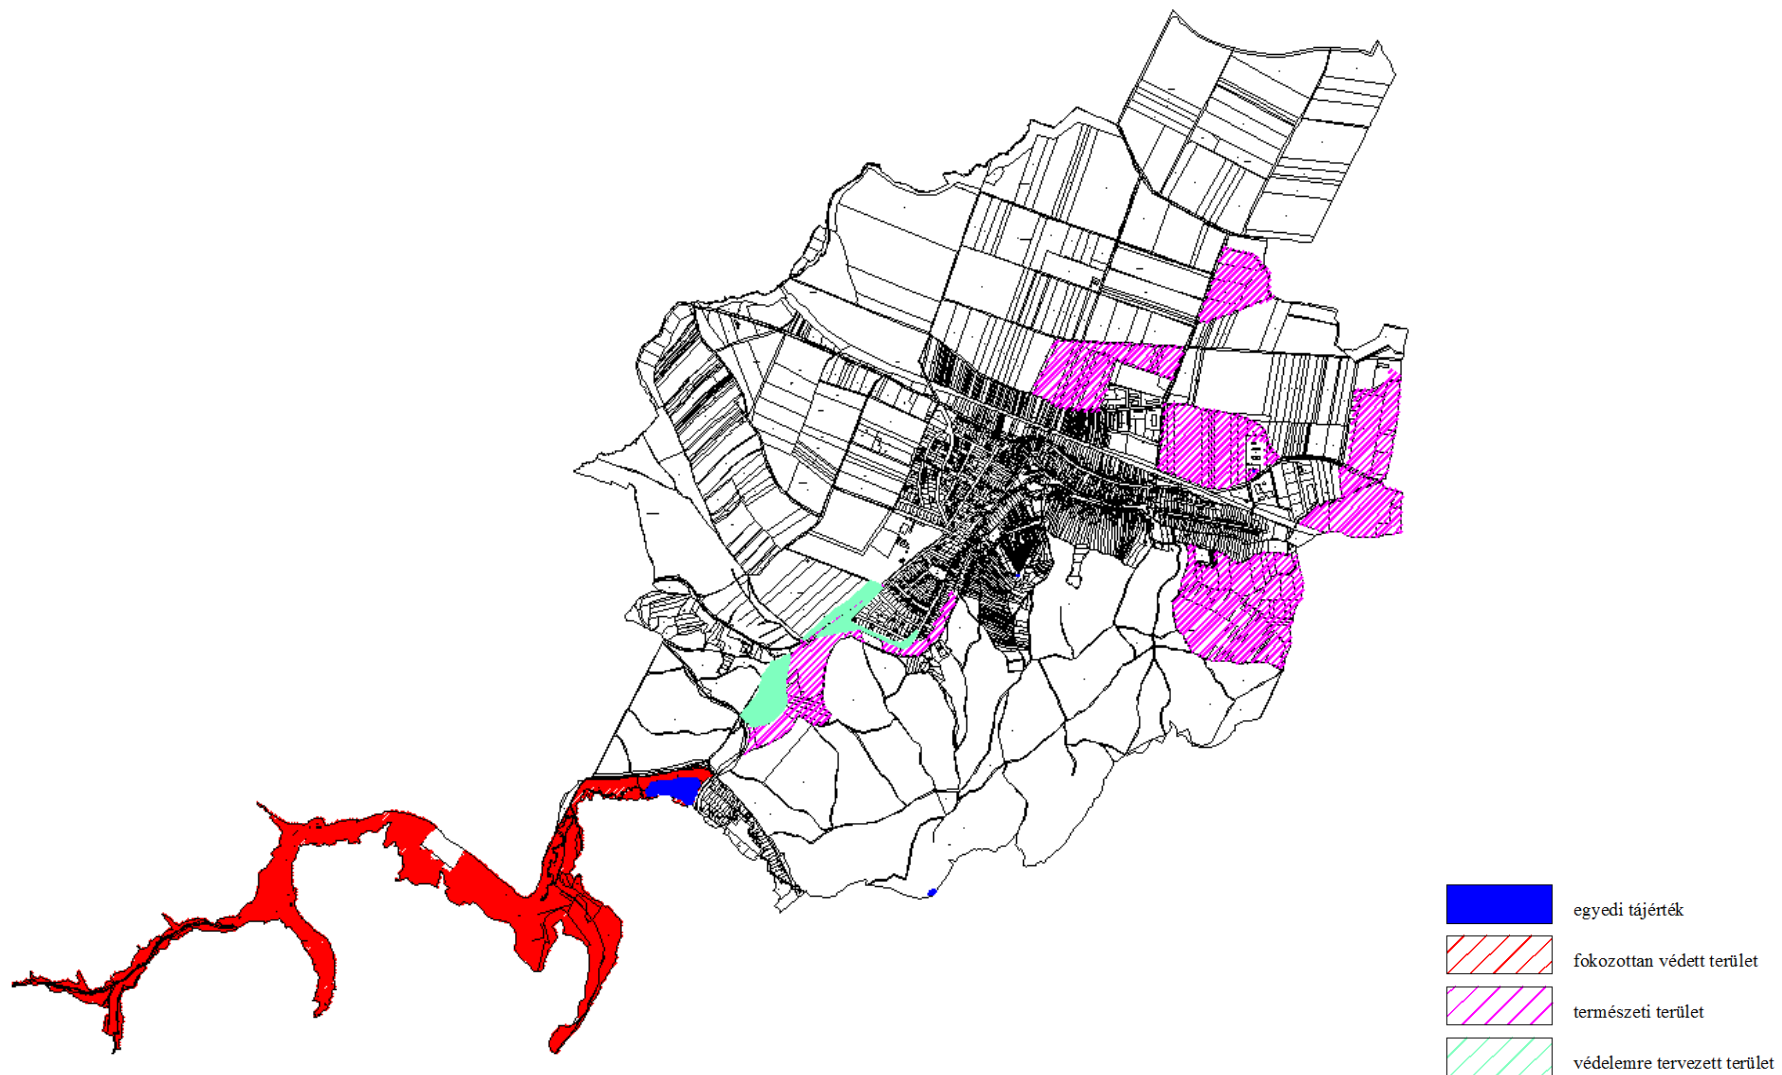 egyedi tájérték
fokozottan védett terület
természeti terület
védelemre tervezett terület